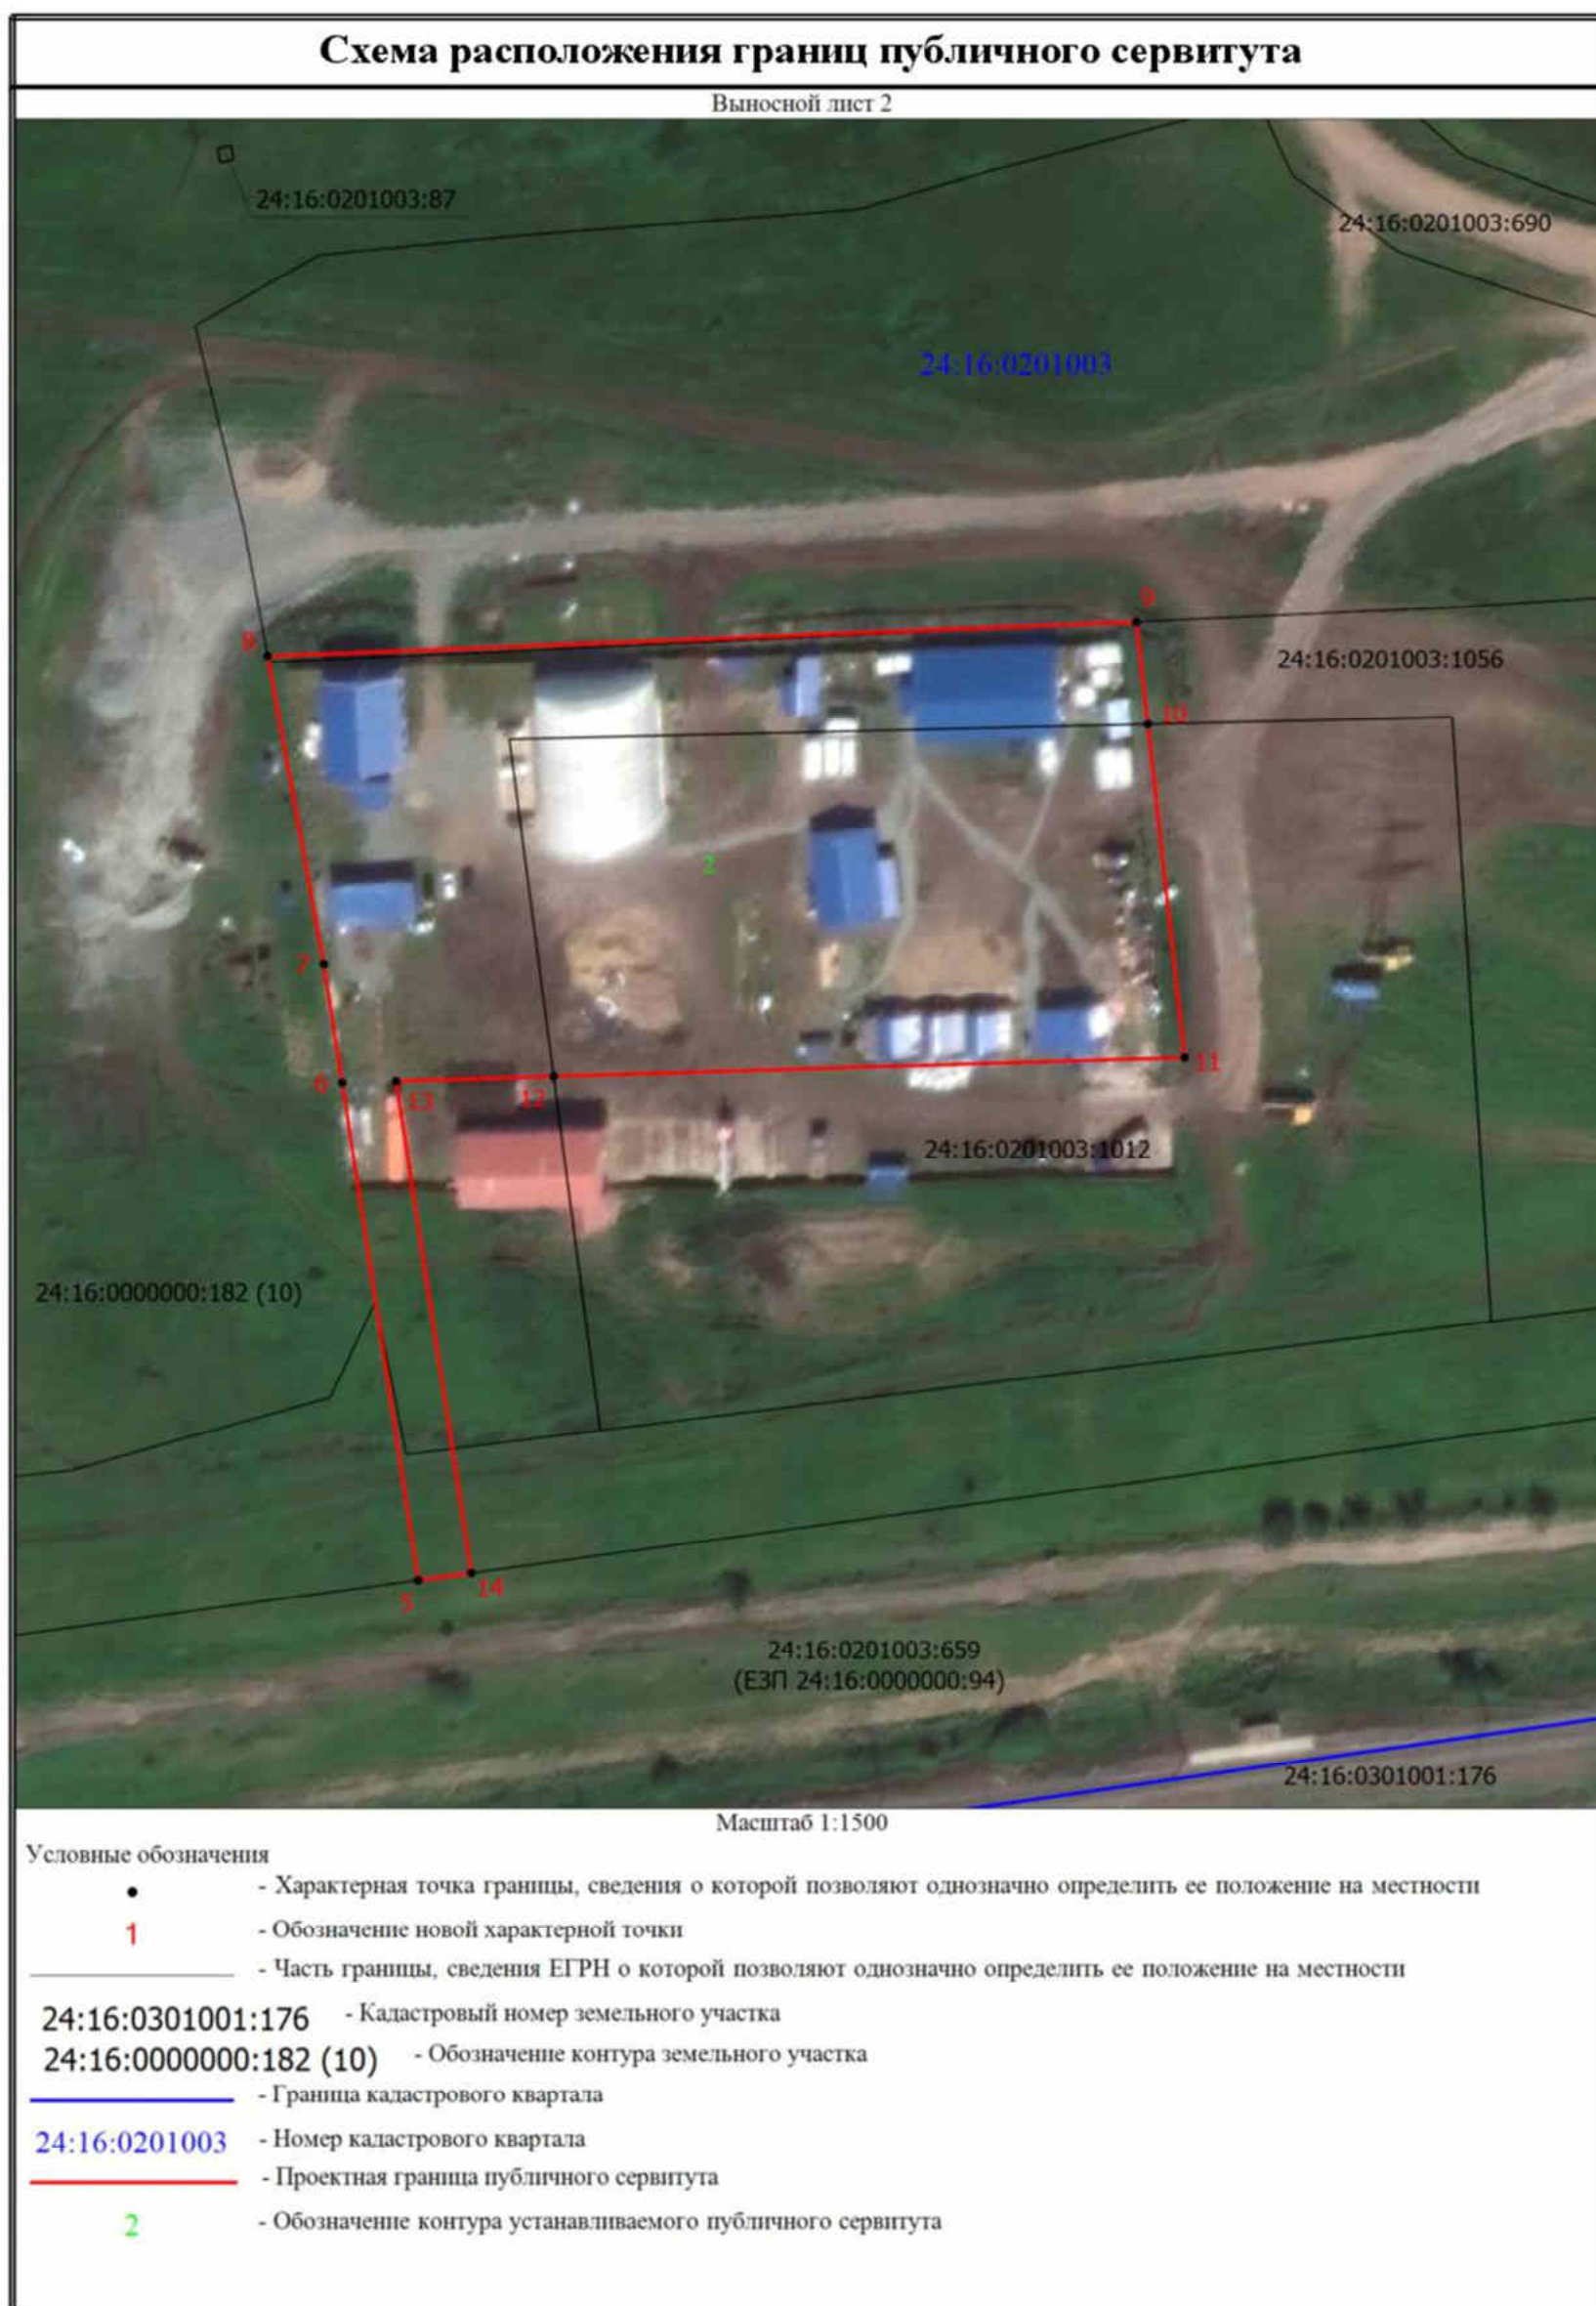 Схема расположения границ публичного сервитута
Выносной лист 2
24:16:0201003:87
24:16:0201003:690
24:16:0201003
9
8
24:16:0201003:1056
10
2
7
11
6
13
12
24:16:0201003:1012
24:16:0000000:182 (10)
14
5
24:16:0201003:659
(ЕЗП 24:16:0000000:94)
24:16:0301001:176
Масштаб 1:1500
Условные обозначения
- Характерная точка границы, сведения о которой позволяют однозначно определить ее положение на местности
1 - Обозначение новой характерной точки
- Часть границы, сведения ЕГРН о которой позволяют однозначно определить ее положение на местности
24:16:0301001:176 - Кадастровый номер земельного участка
24:16:0000000:182 (10) - Обозначение контура земельного участка
- Граница кадастрового квартала
24:16:0201003 - Номер кадастрового квартала
- Проектная граница публичного сервитута
2 - Обозначение контура устанавливаемого публичного сервитута